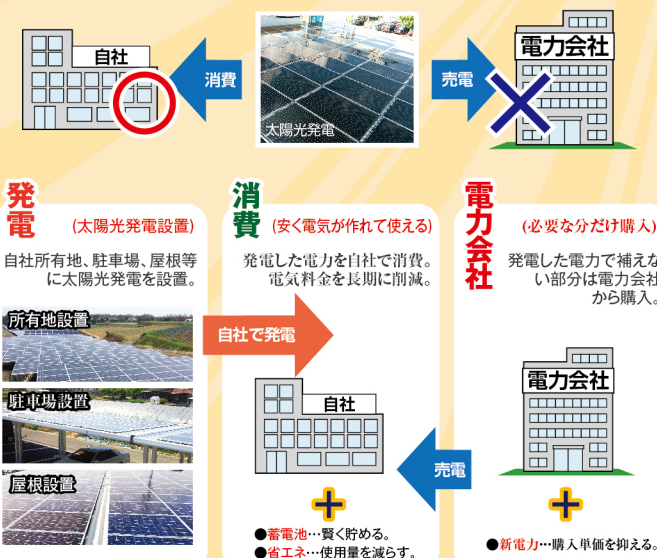 自社
消費
太陽光発電
売電
電力会社
発電
(太陽光発電設置)
自社所有地、駐車場、屋根等
に太陽光発電を設置。
所有地設置
駐車場設置
屋根設置
自社で発電
消費
(安く電気が作れて使える)
発電した電力を自社で消費。
電気料金を長期に削減。
自社
+
●蓄電池…賢く貯める。
●省エネ…使用量を減らす。
売電
電力会社
(必要な分だけ購入)
発電した電力で補えな
い部分は電力会社
から購入。
電力会社
+
●新電力…購入単価を抑える。